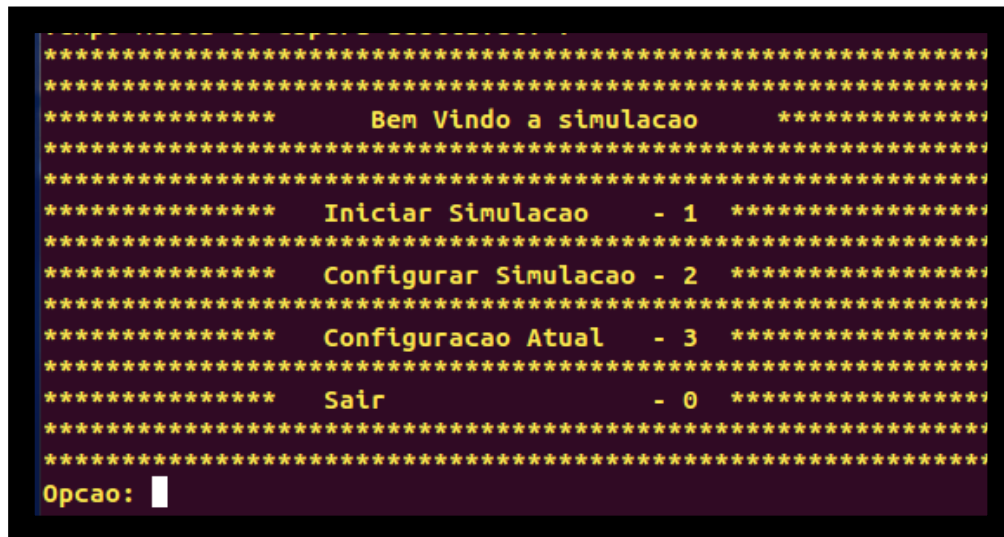 ************************************************************
************************************************************
*************** Bem Vindo a simulacao *************
************************************************************
************************************************************
*************** Iniciar Simulacao - 1 ****************
************************************************************
*************** Configurar Simulacao - 2 ****************
************************************************************
*************** Configuracao Atual - 3 ****************
************************************************************
*************** Sair - 0 ****************
************************************************************
************************************************************
Opcao: